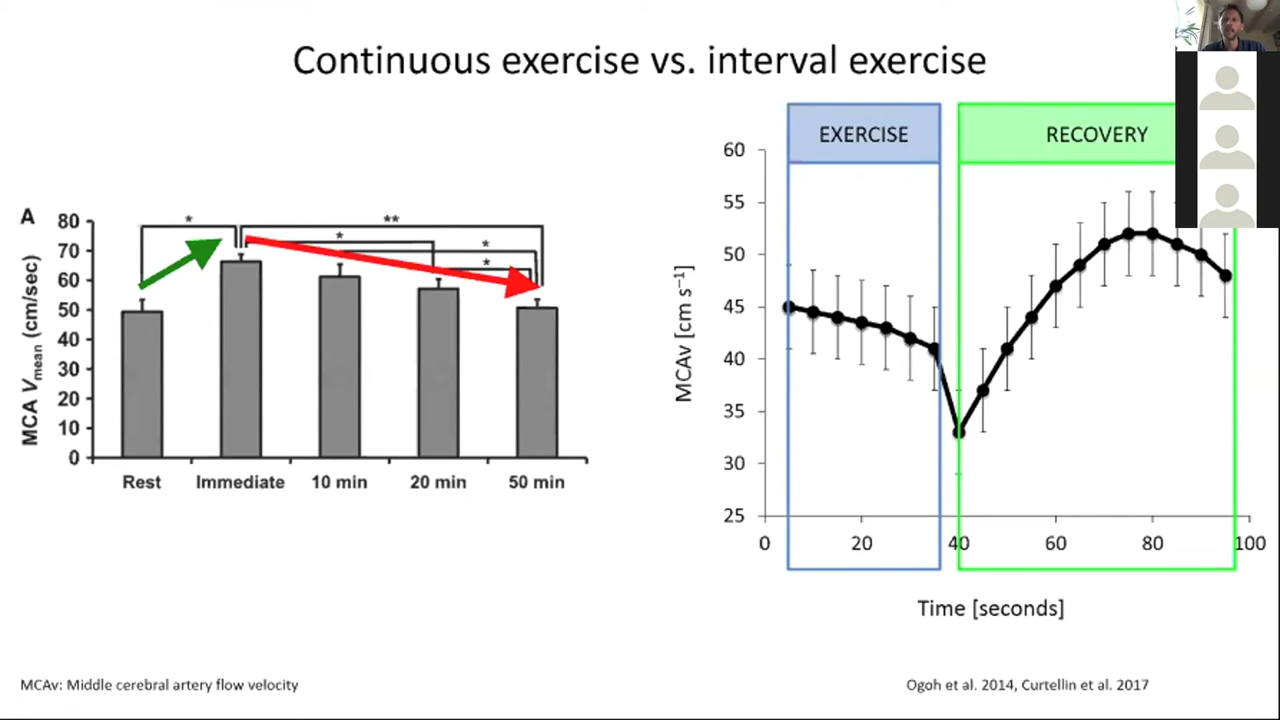 Continuous exercise vs. interval exercise
A
* ** * * *
80
70
60
50
40
30
20
10
0
MCA Vmean (cm/sec)
Rest Immediate 10 min 20 min 50 min
EXERCISE RECOVERY
60
55
50
45
40
35
30
25
MCAv [cm s⁻¹]
0 20 40 60 80 100
Time [seconds]
MCAv: Middle cerebral artery flow velocity
Ogoh et al. 2014, Curtellin et al. 2017